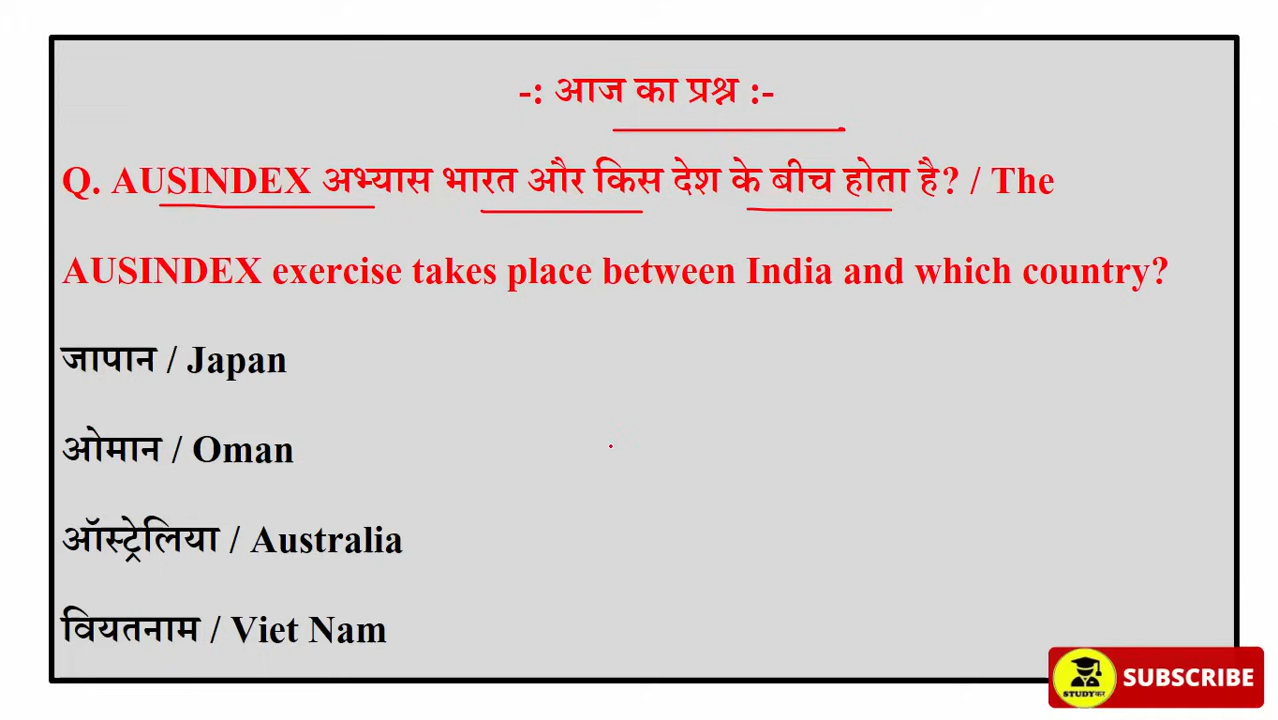 -: आज का प्रश्न :-
Q. AUSINDEX अभ्यास भारत और किस देश के बीच होता है? / The
AUSINDEX exercise takes place between India and which country?
जापान / Japan
ओमान / Oman
ऑस्ट्रेलिया / Australia
वियतनाम / Viet Nam
STUDYकर
SUBSCRIBE